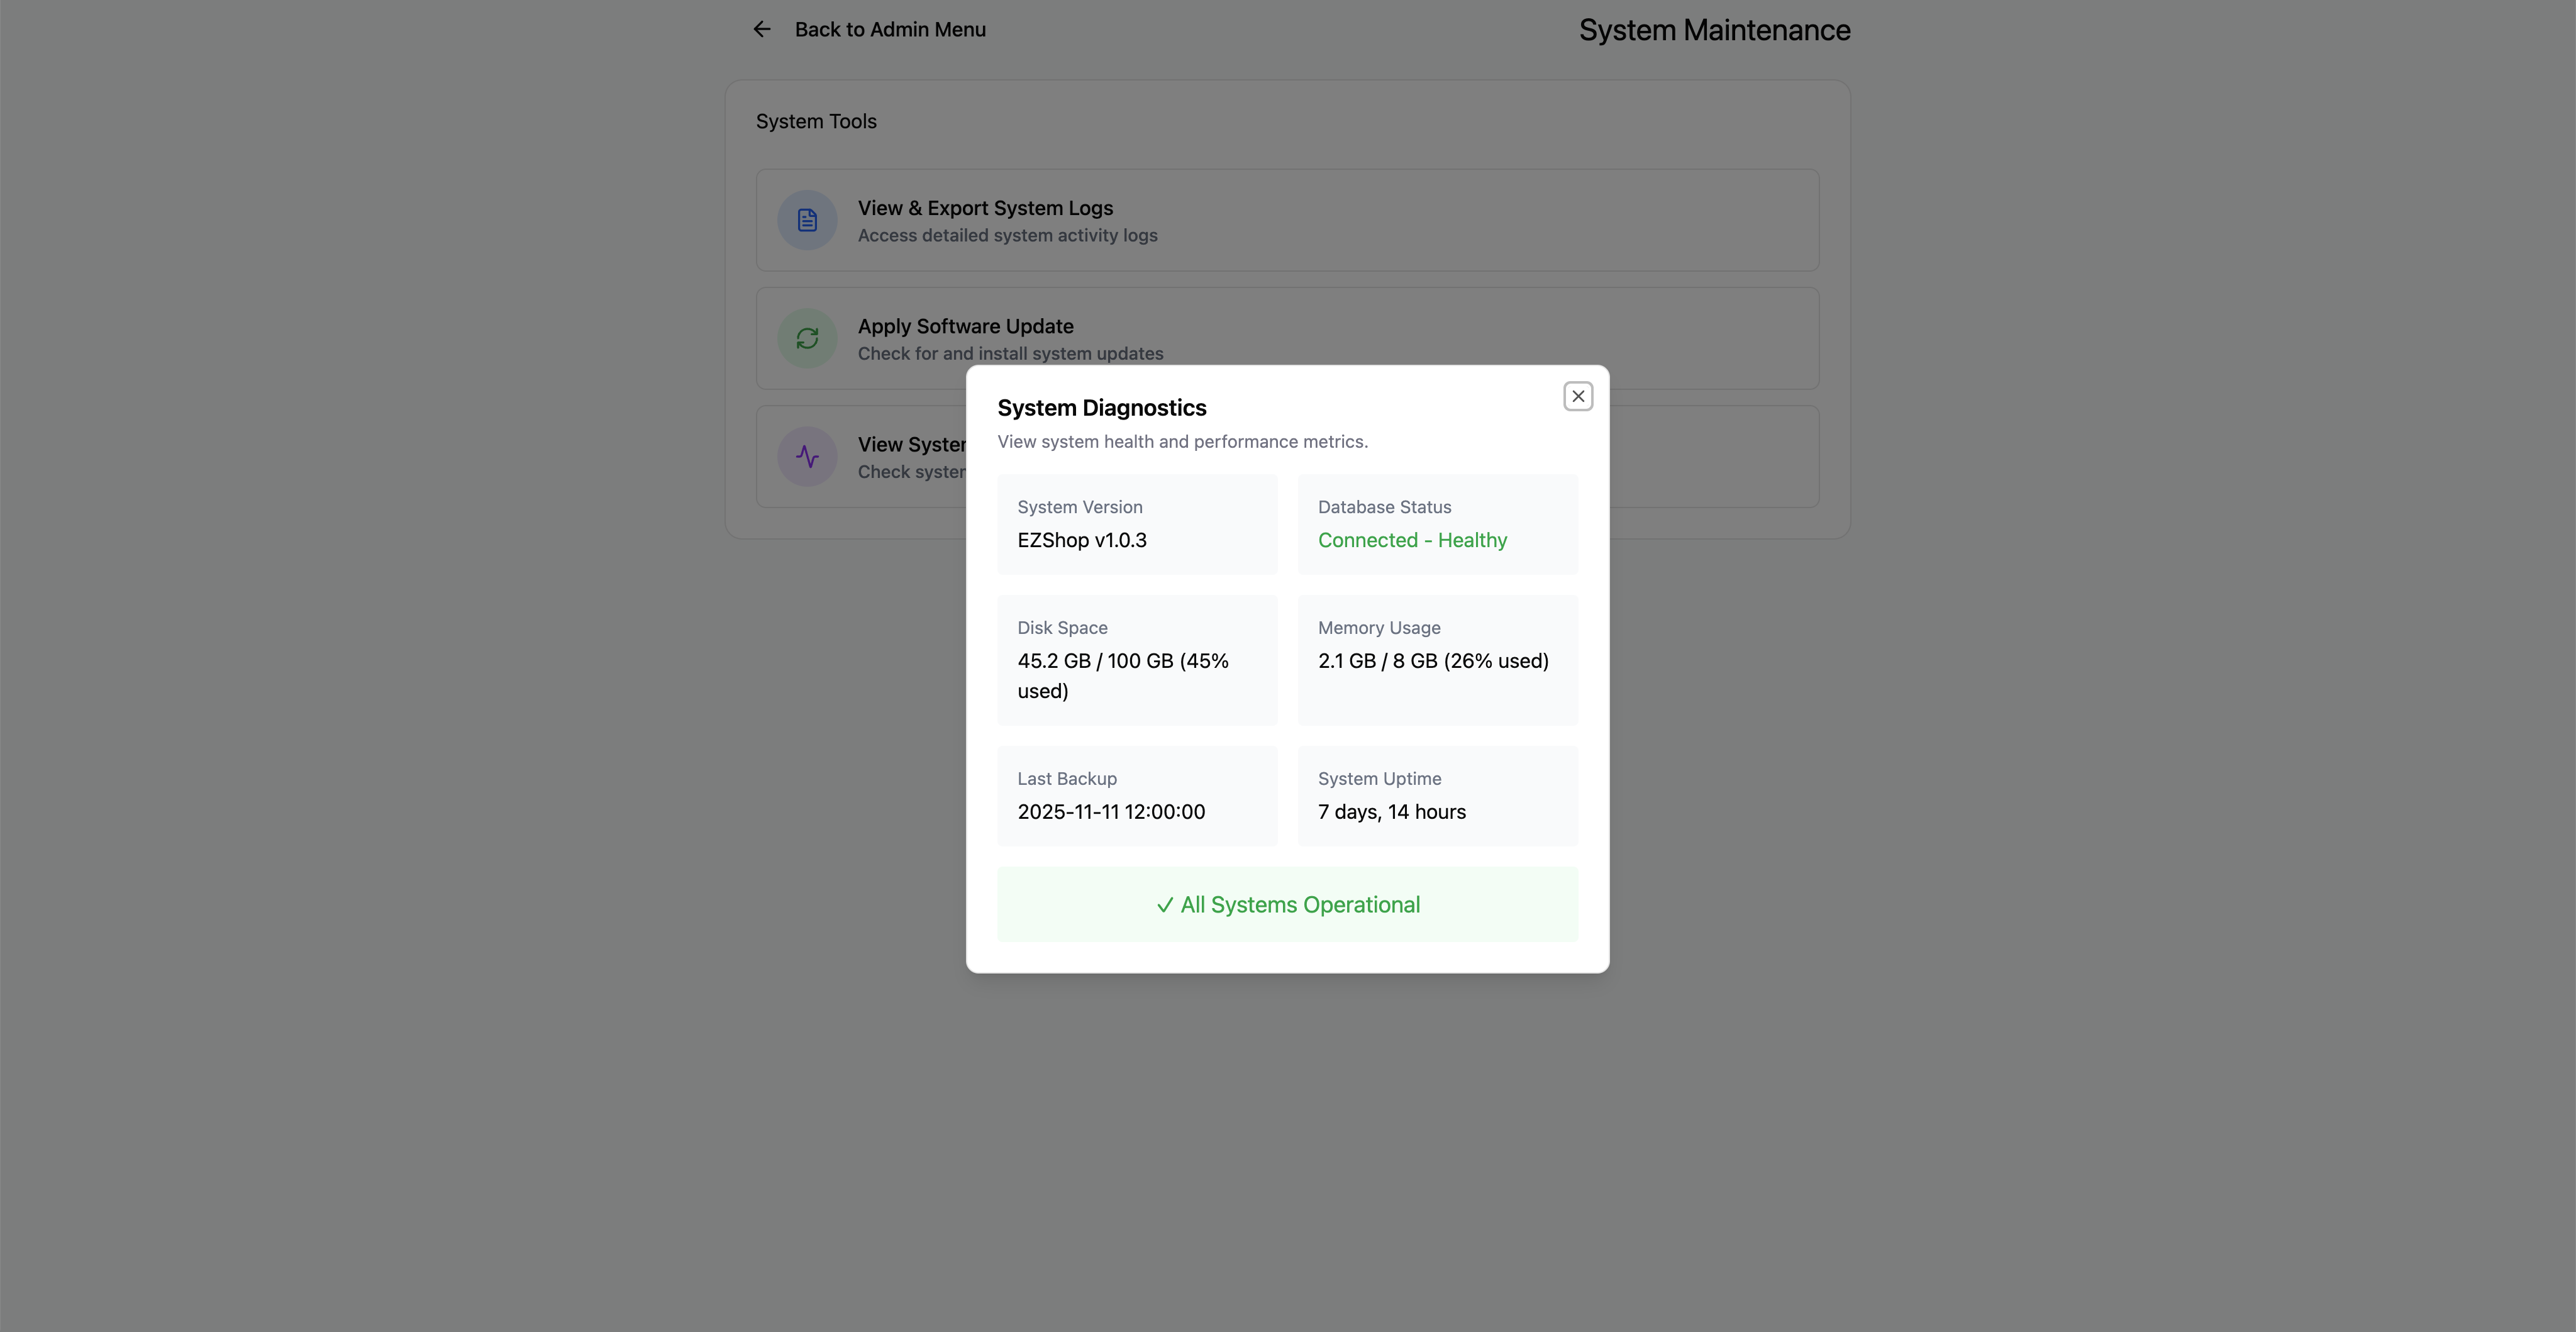 Back to Admin Menu
System Maintenance
System Tools
View & Export System Logs
Access detailed system activity logs
Apply Software Update
Check for and install system updates
View System
Check system
System Diagnostics
View system health and performance metrics.
System Version
EZShop v1.0.3
Database Status
Connected - Healthy
Disk Space
45.2 GB / 100 GB (45%
used)
Memory Usage
2.1 GB / 8 GB (26% used)
Last Backup
2025-11-11 12:00:00
System Uptime
7 days, 14 hours
✓ All Systems Operational